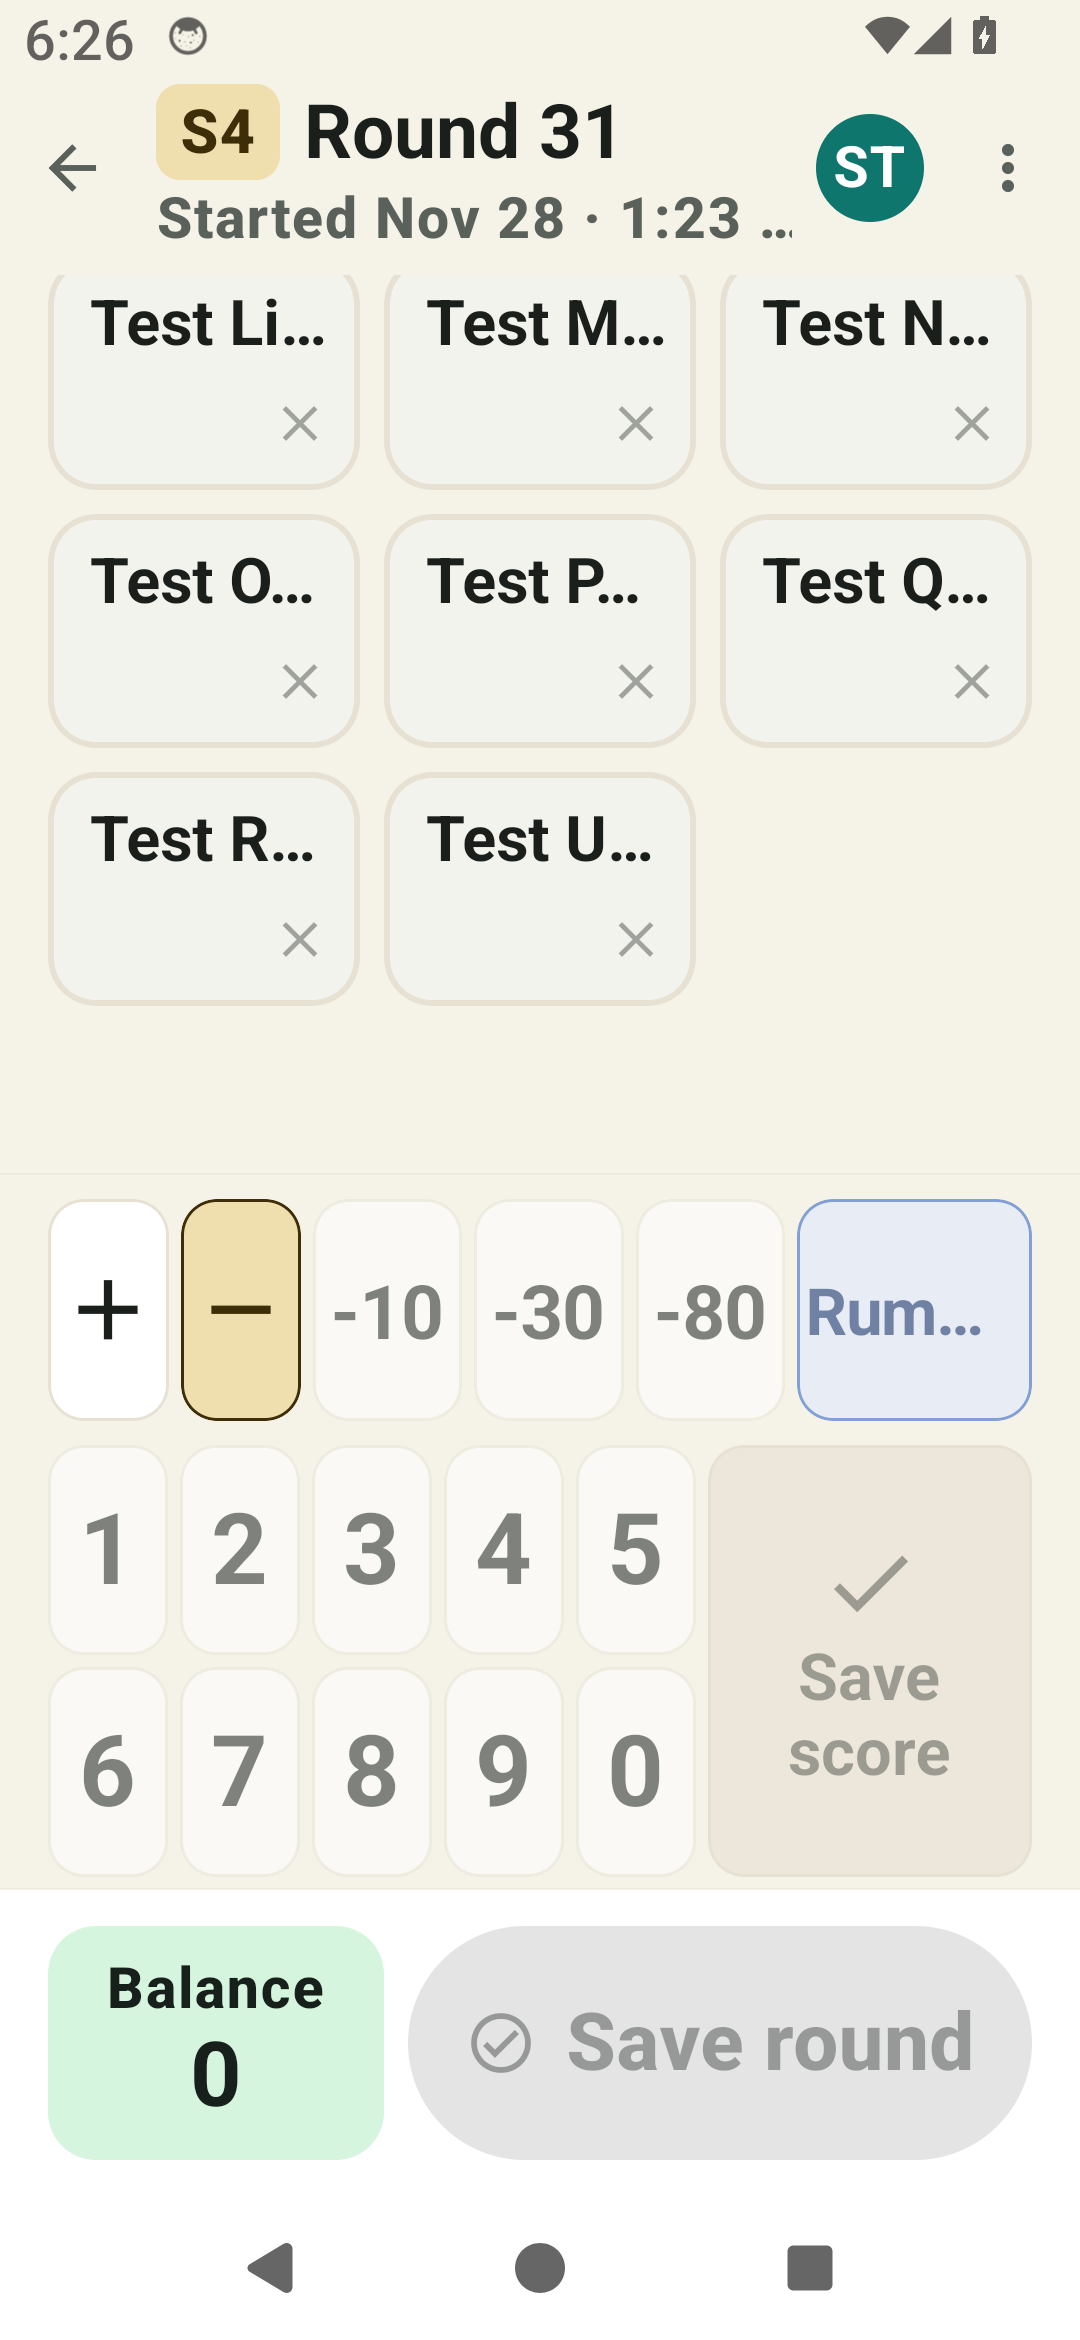 6:26
S4 Round 31
Started Nov 28 · 1:23 ...
Test Li... Test M... Test N...
Test O... Test P... Test Q...
Test R... Test U...
+ − -10 -30 -80 Rum...
1 2 3 4 5
6 7 8 9 0
Save
score
ST
Balance
0
Save round